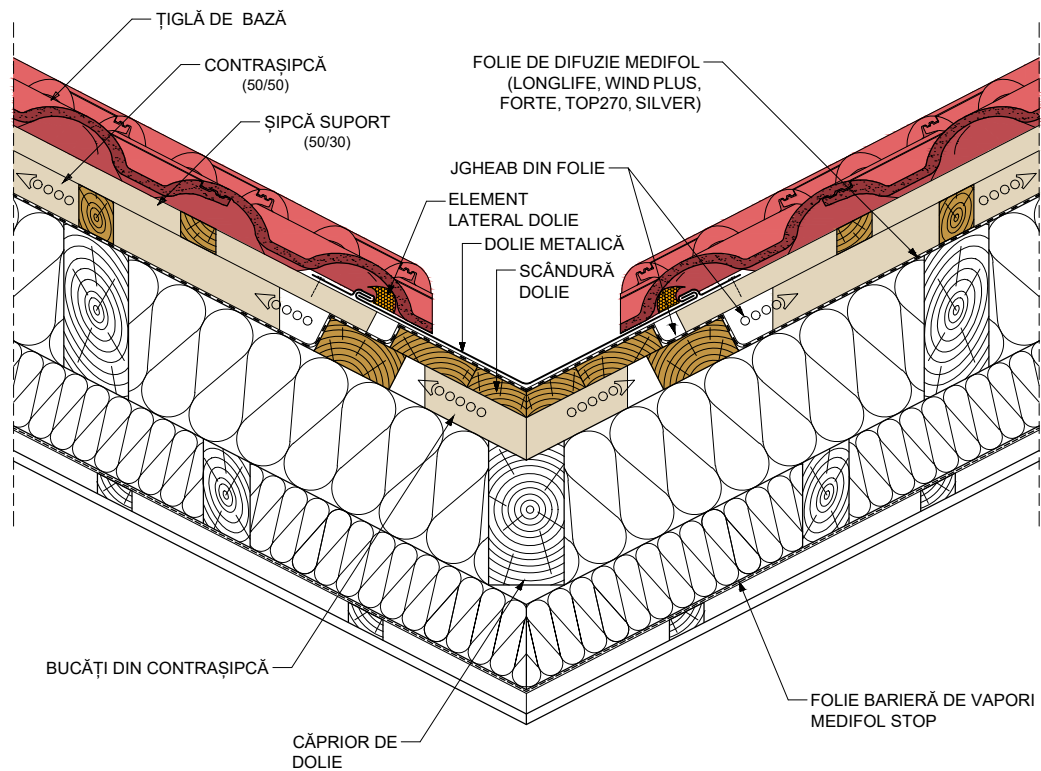 ȚIGLĂ DE BAZĂ
CONTRAȘIPCĂ
(50/50)
ȘIPCĂ SUPORT
(50/30)
FOLIE DE DIFUZIE MEDIFOL
(LONGLIFE, WIND PLUS,
FORTE, TOP270, SILVER)
JGHEAB DIN FOLIE
ELEMENT
LATERAL DOLIE
DOLIE METALICĂ
SCÂNDURĂ
DOLIE
BUCĂȚI DIN CONTRAȘIPCĂ
CĂPRIOR DE
DOLIE
FOLIE BARIERĂ DE VAPORI
MEDIFOL STOP